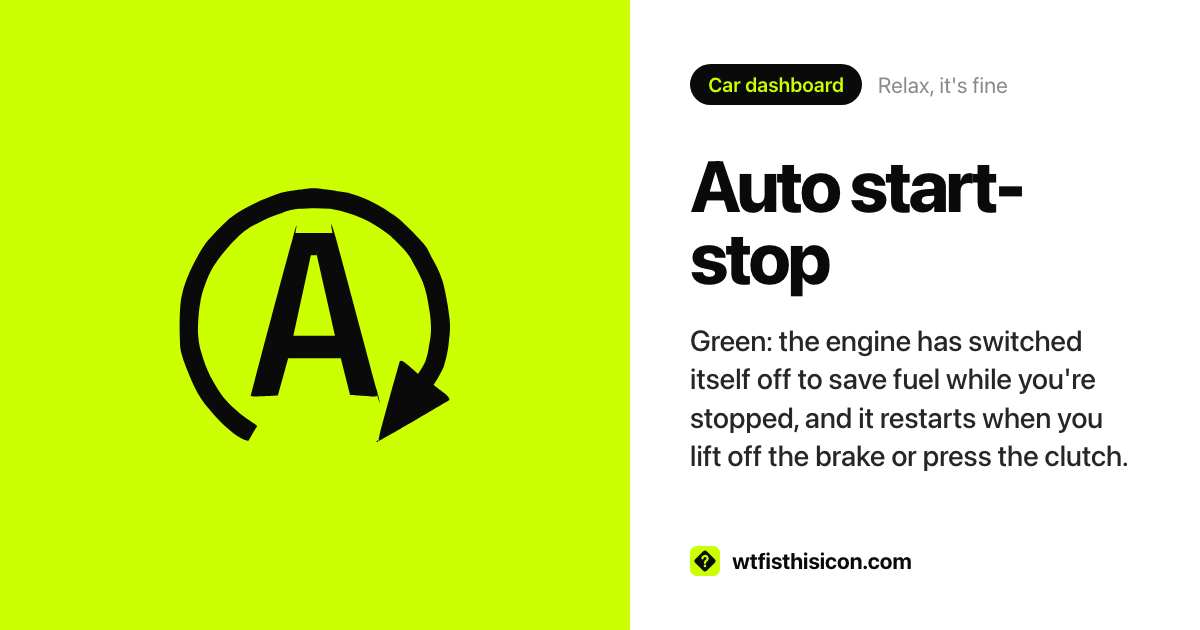 A
Car dashboard
Relax, it's fine
Auto start-
stop
Green: the engine has switched
itself off to save fuel while you're
stopped, and it restarts when you
lift off the brake or press the clutch.
?
wtfisthisicon.com